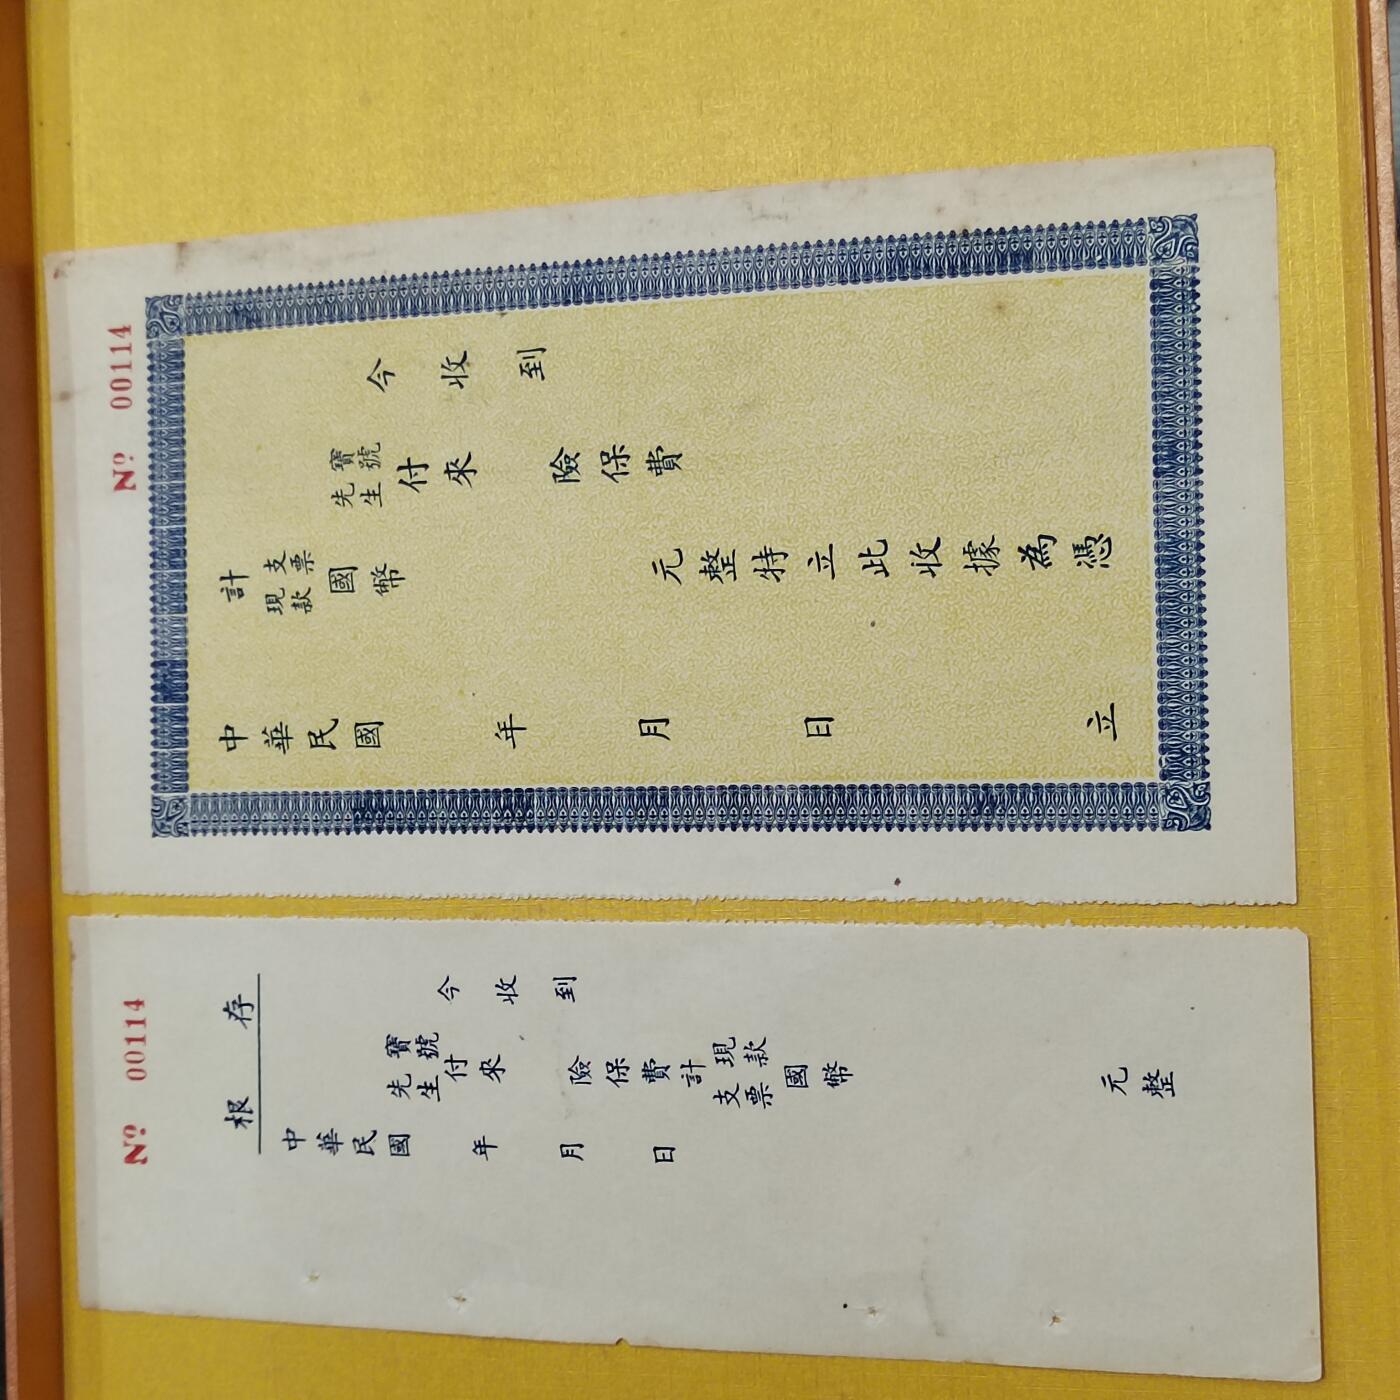 Nº 00114
今收到
寶號
先生
付來
險保費
計
支票
現款
國幣
元整特立此收據為憑
中華民國
年
月
日
立
Nº 00114
存根
今收到
寶號
先生
付來
險保費計
現款
支票
國幣
元整
中華民國
年
月
日